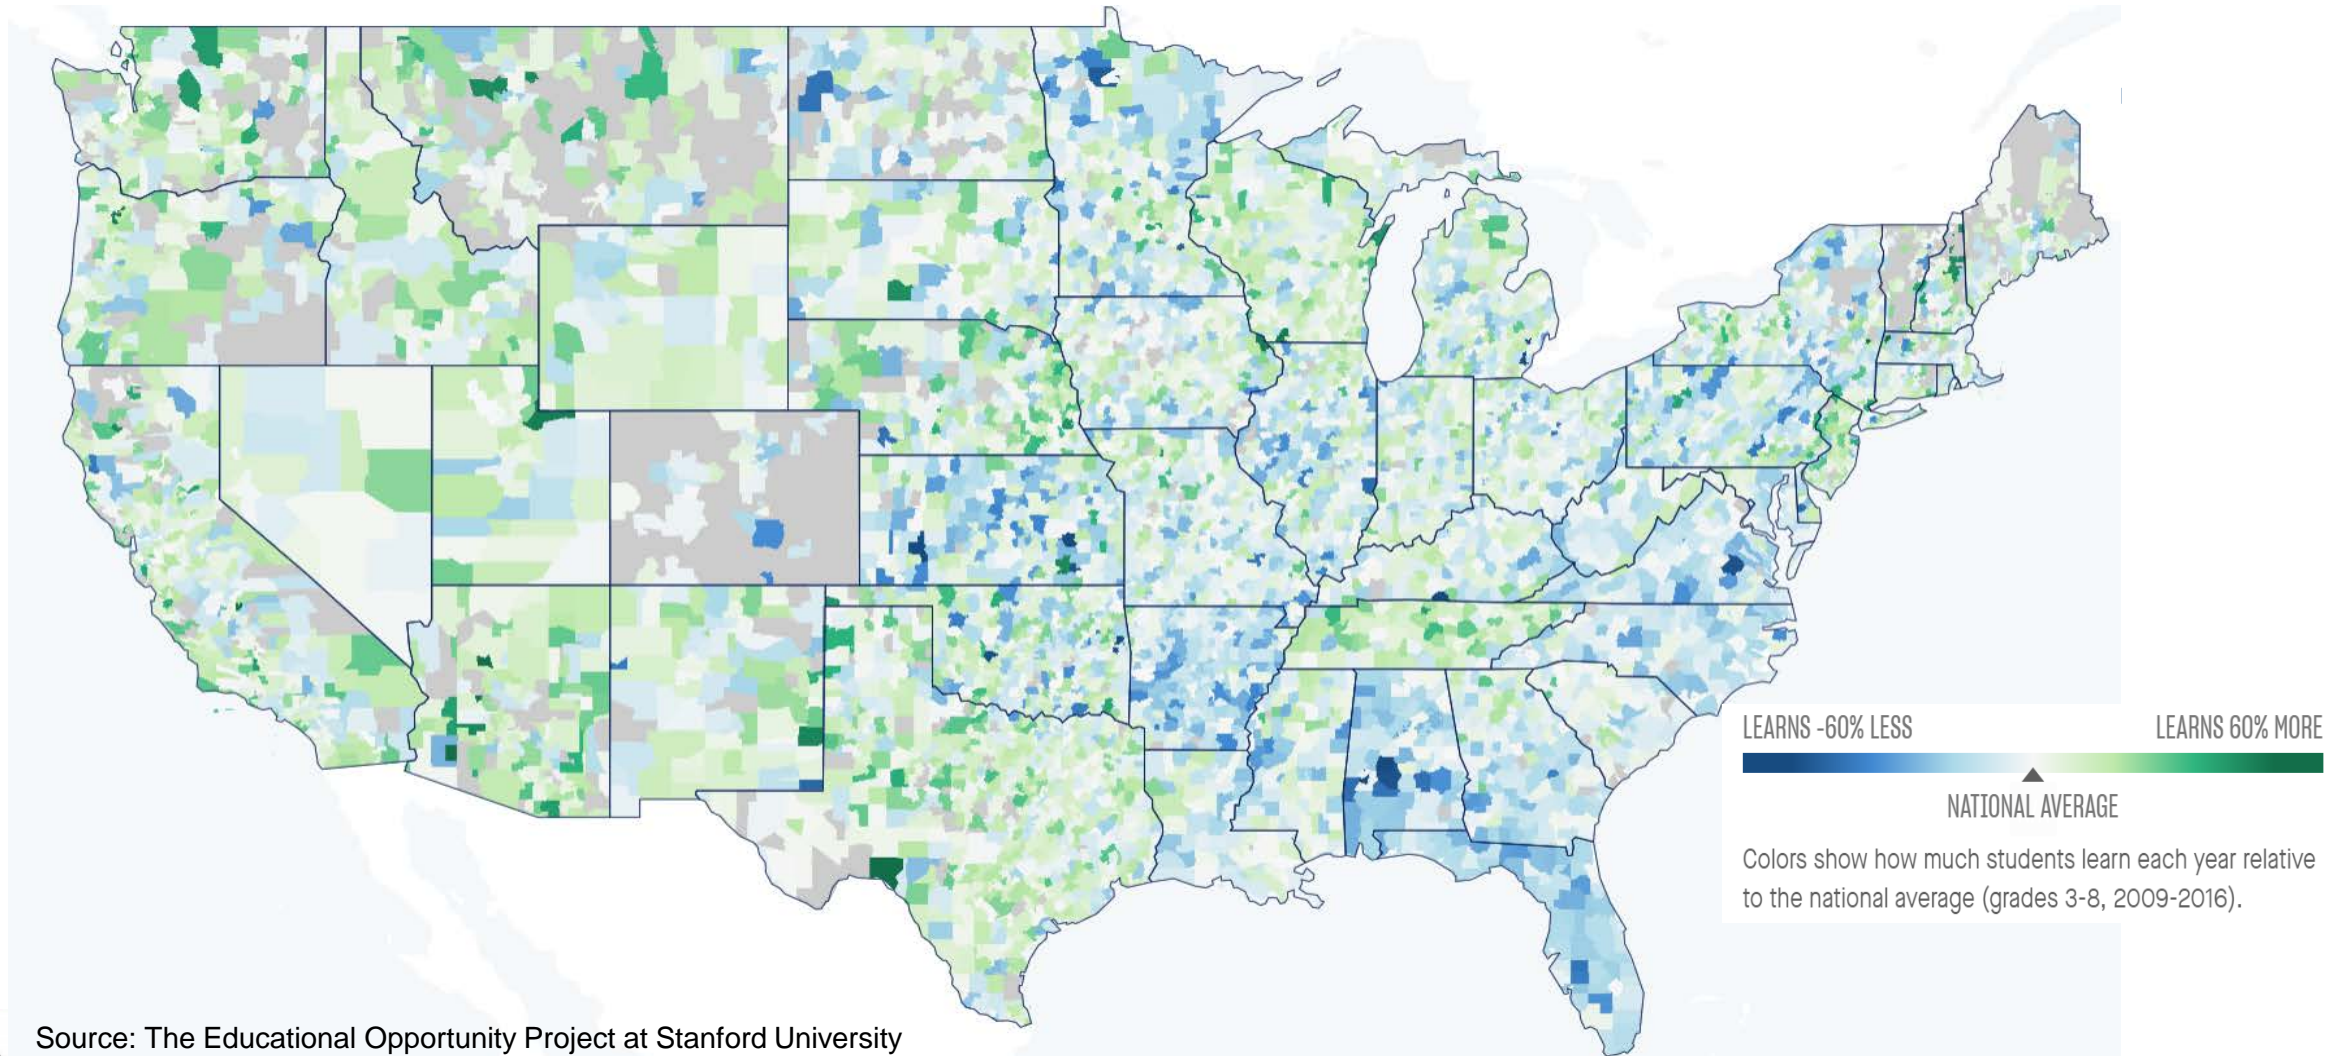 LEARNS -60% LESS LEARNS 60% MORE
NATIONAL AVERAGE
Colors show how much students learn each year relative
to the national average (grades 3-8, 2009-2016).
Source: The Educational Opportunity Project at Stanford University